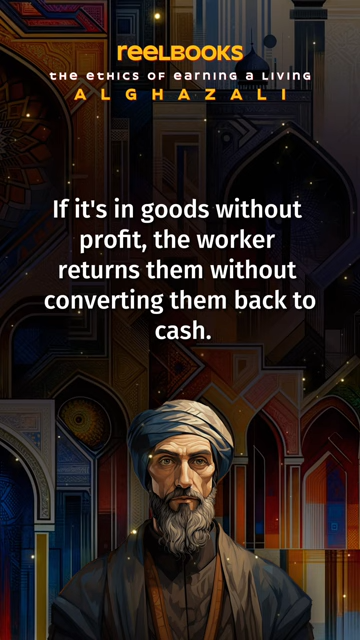 reelBOOKS
the ethics of earning a living
ALGHAZALI
If it's in goods without
profit, the worker
returns them without
converting them back to
cash.